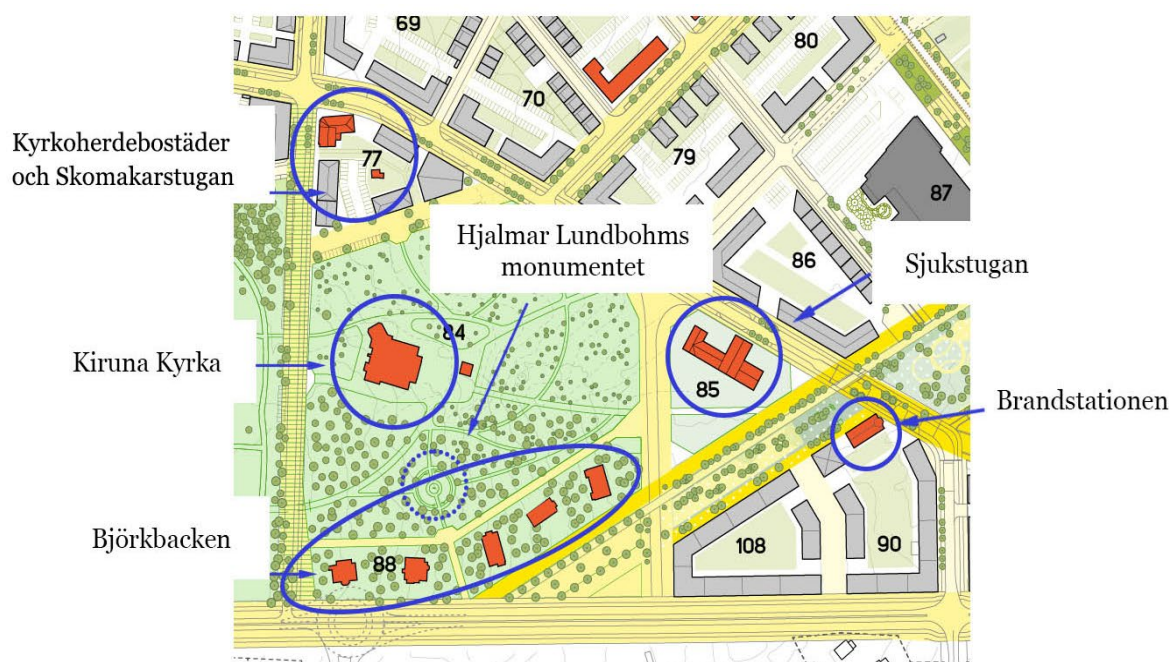 69
80
70
Kyrkoherdebostäder
och Skomakarstugan
77
79
87
Hjalmar Lundbohms
monumentet
86
Sjukstugan
84
Kiruna Kyrka
85
Brandstationen
Björkbacken
88
108
90